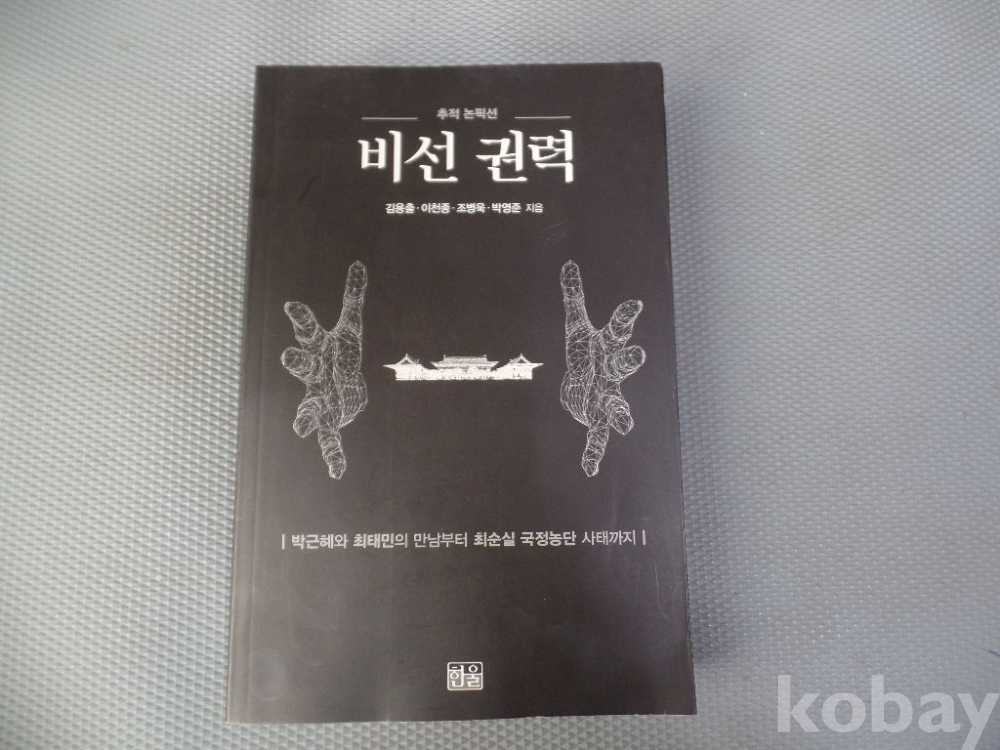 추적 논픽션
비선 권력
김용출·이천종·조병욱·박영준 지음
| 박근혜와 최태민의 만남부터 최순실 국정농단 사태까지 |
한울
kobay